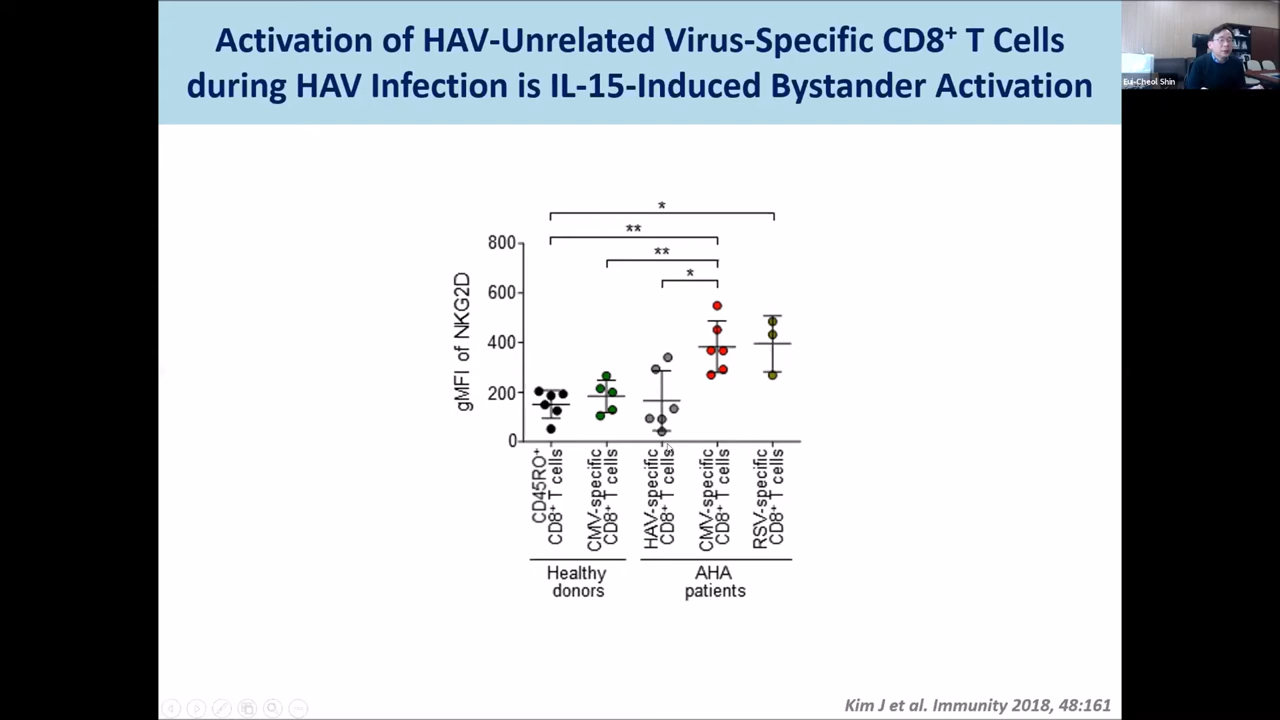 Activation of HAV-Unrelated Virus-Specific CD8⁺ T Cells
during HAV Infection is IL-15-Induced Bystander Activation
Eui-Cheol Shin
*
**
**
*
gMFI of NKG2D
800
600
400
200
0
CD45RO⁺
CD8⁺ T cells
CMV-specific
CD8⁺ T cells
HAV-specific
CD8⁺ T cells
CMV-specific
CD8⁺ T cells
RSV-specific
CD8⁺ T cells
Healthy
donors
AHA
patients
Kim J et al. Immunity 2018, 48:161